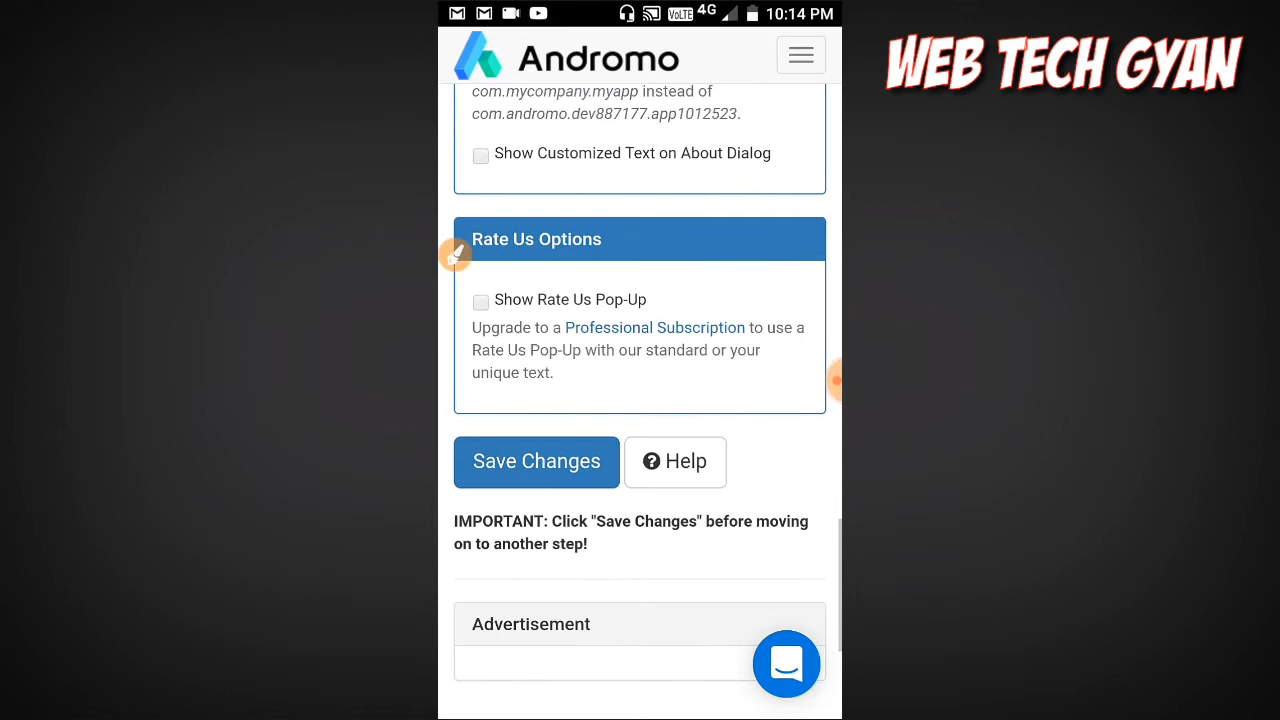 VoLTE 4G 10:14 PM
Andromo
WEB TECH GYAN
com.mycompany.myapp instead of
com.andromo.dev887177.app1012523.
Show Customized Text on About Dialog
Rate Us Options
Show Rate Us Pop-Up
Upgrade to a Professional Subscription to use a
Rate Us Pop-Up with our standard or your
unique text.
Save Changes
Help
IMPORTANT: Click "Save Changes" before moving
on to another step!
Advertisement